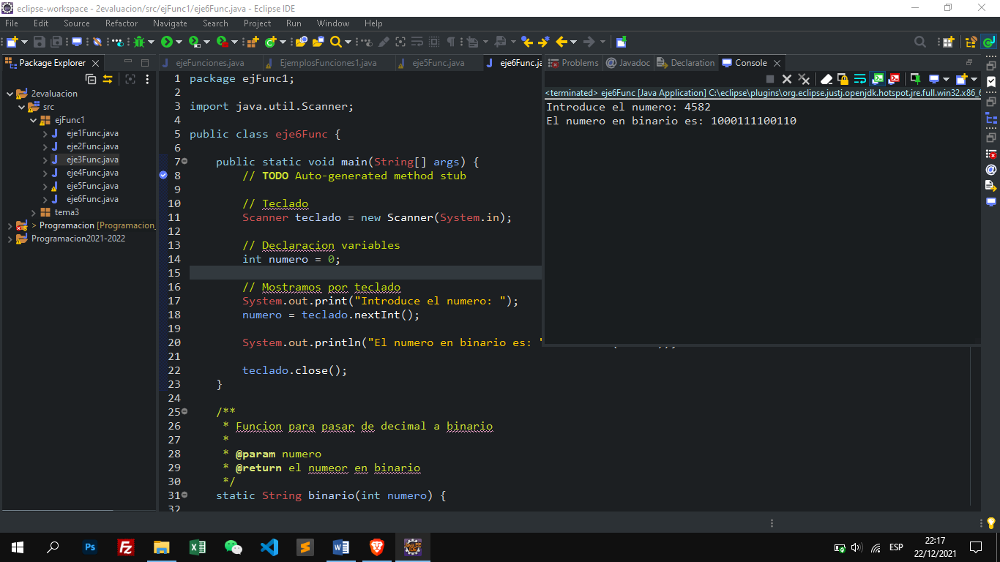 eclipse-workspace - 2evaluacion/src/ejFunc1/eje6Func.java - Eclipse IDE
File Edit Source Refactor Navigate Search Project Run Window Help
Package Explorer
2evaluacion
src
ejFunc1
eje1Func.java
eje2Func.java
eje3Func.java
eje4Func.java
eje5Func.java
eje6Func.java
tema3
> Programacion [Programacion_
Programacion2021-2022
ejeFunciones.java EjemplosFunciones1.java eje5Func.java eje6Func.ja
1 package ejFunc1;
2
3 import java.util.Scanner;
4
5 public class eje6Func {
6
7 public static void main(String[] args) {
8 // TODO Auto-generated method stub
9
10 // Teclado
11 Scanner teclado = new Scanner(System.in);
12
13 // Declaracion variables
14 int numero = 0;
15
16 // Mostramos por teclado
17 System.out.print("Introduce el numero: ");
18 numero = teclado.nextInt();
19
20 System.out.println("El numero en binario es: "
21
22 teclado.close();
23 }
24
25 /**
26 * Funcion para pasar de decimal a binario
27 *
28 * @param numero
29 * @return el numeor en binario
30 */
31 static String binario(int numero) {
32
Problems Javadoc Declaration Console
<terminated> eje6Func [Java Application] C:\eclipse\plugins\org.eclipse.justj.openjdk.hotspot.jre.full.win32.x86_6
Introduce el numero: 4582
El numero en binario es: 1000111100110
Ps Fz
ESP
22:17
22/12/2021